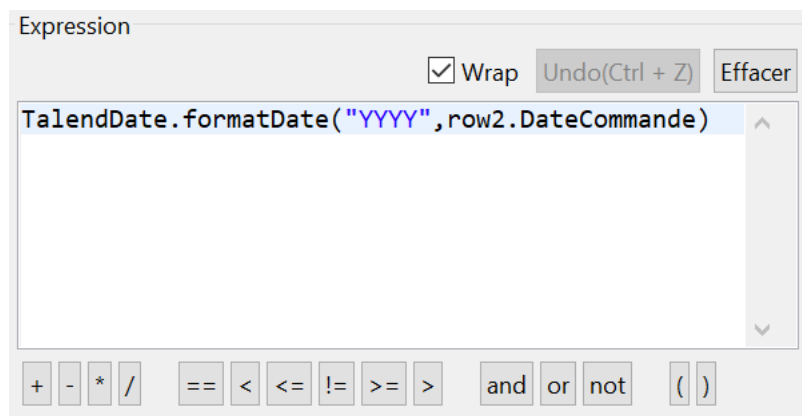 Expression
Wrap Undo(Ctrl + Z) Effacer
TalendDate.formatDate("YYYY",row2.DateCommande)
+ - * / == < <= != >= > and or not ( )